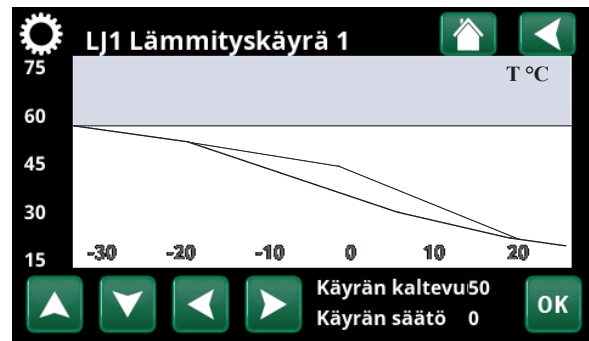 LJ1 Lämmityskäyrä 1
75
T °C
60
45
30
15
-30 -20 -10 0 10 20
Käyrän kaltevu 50
Käyrän säätö 0
OK